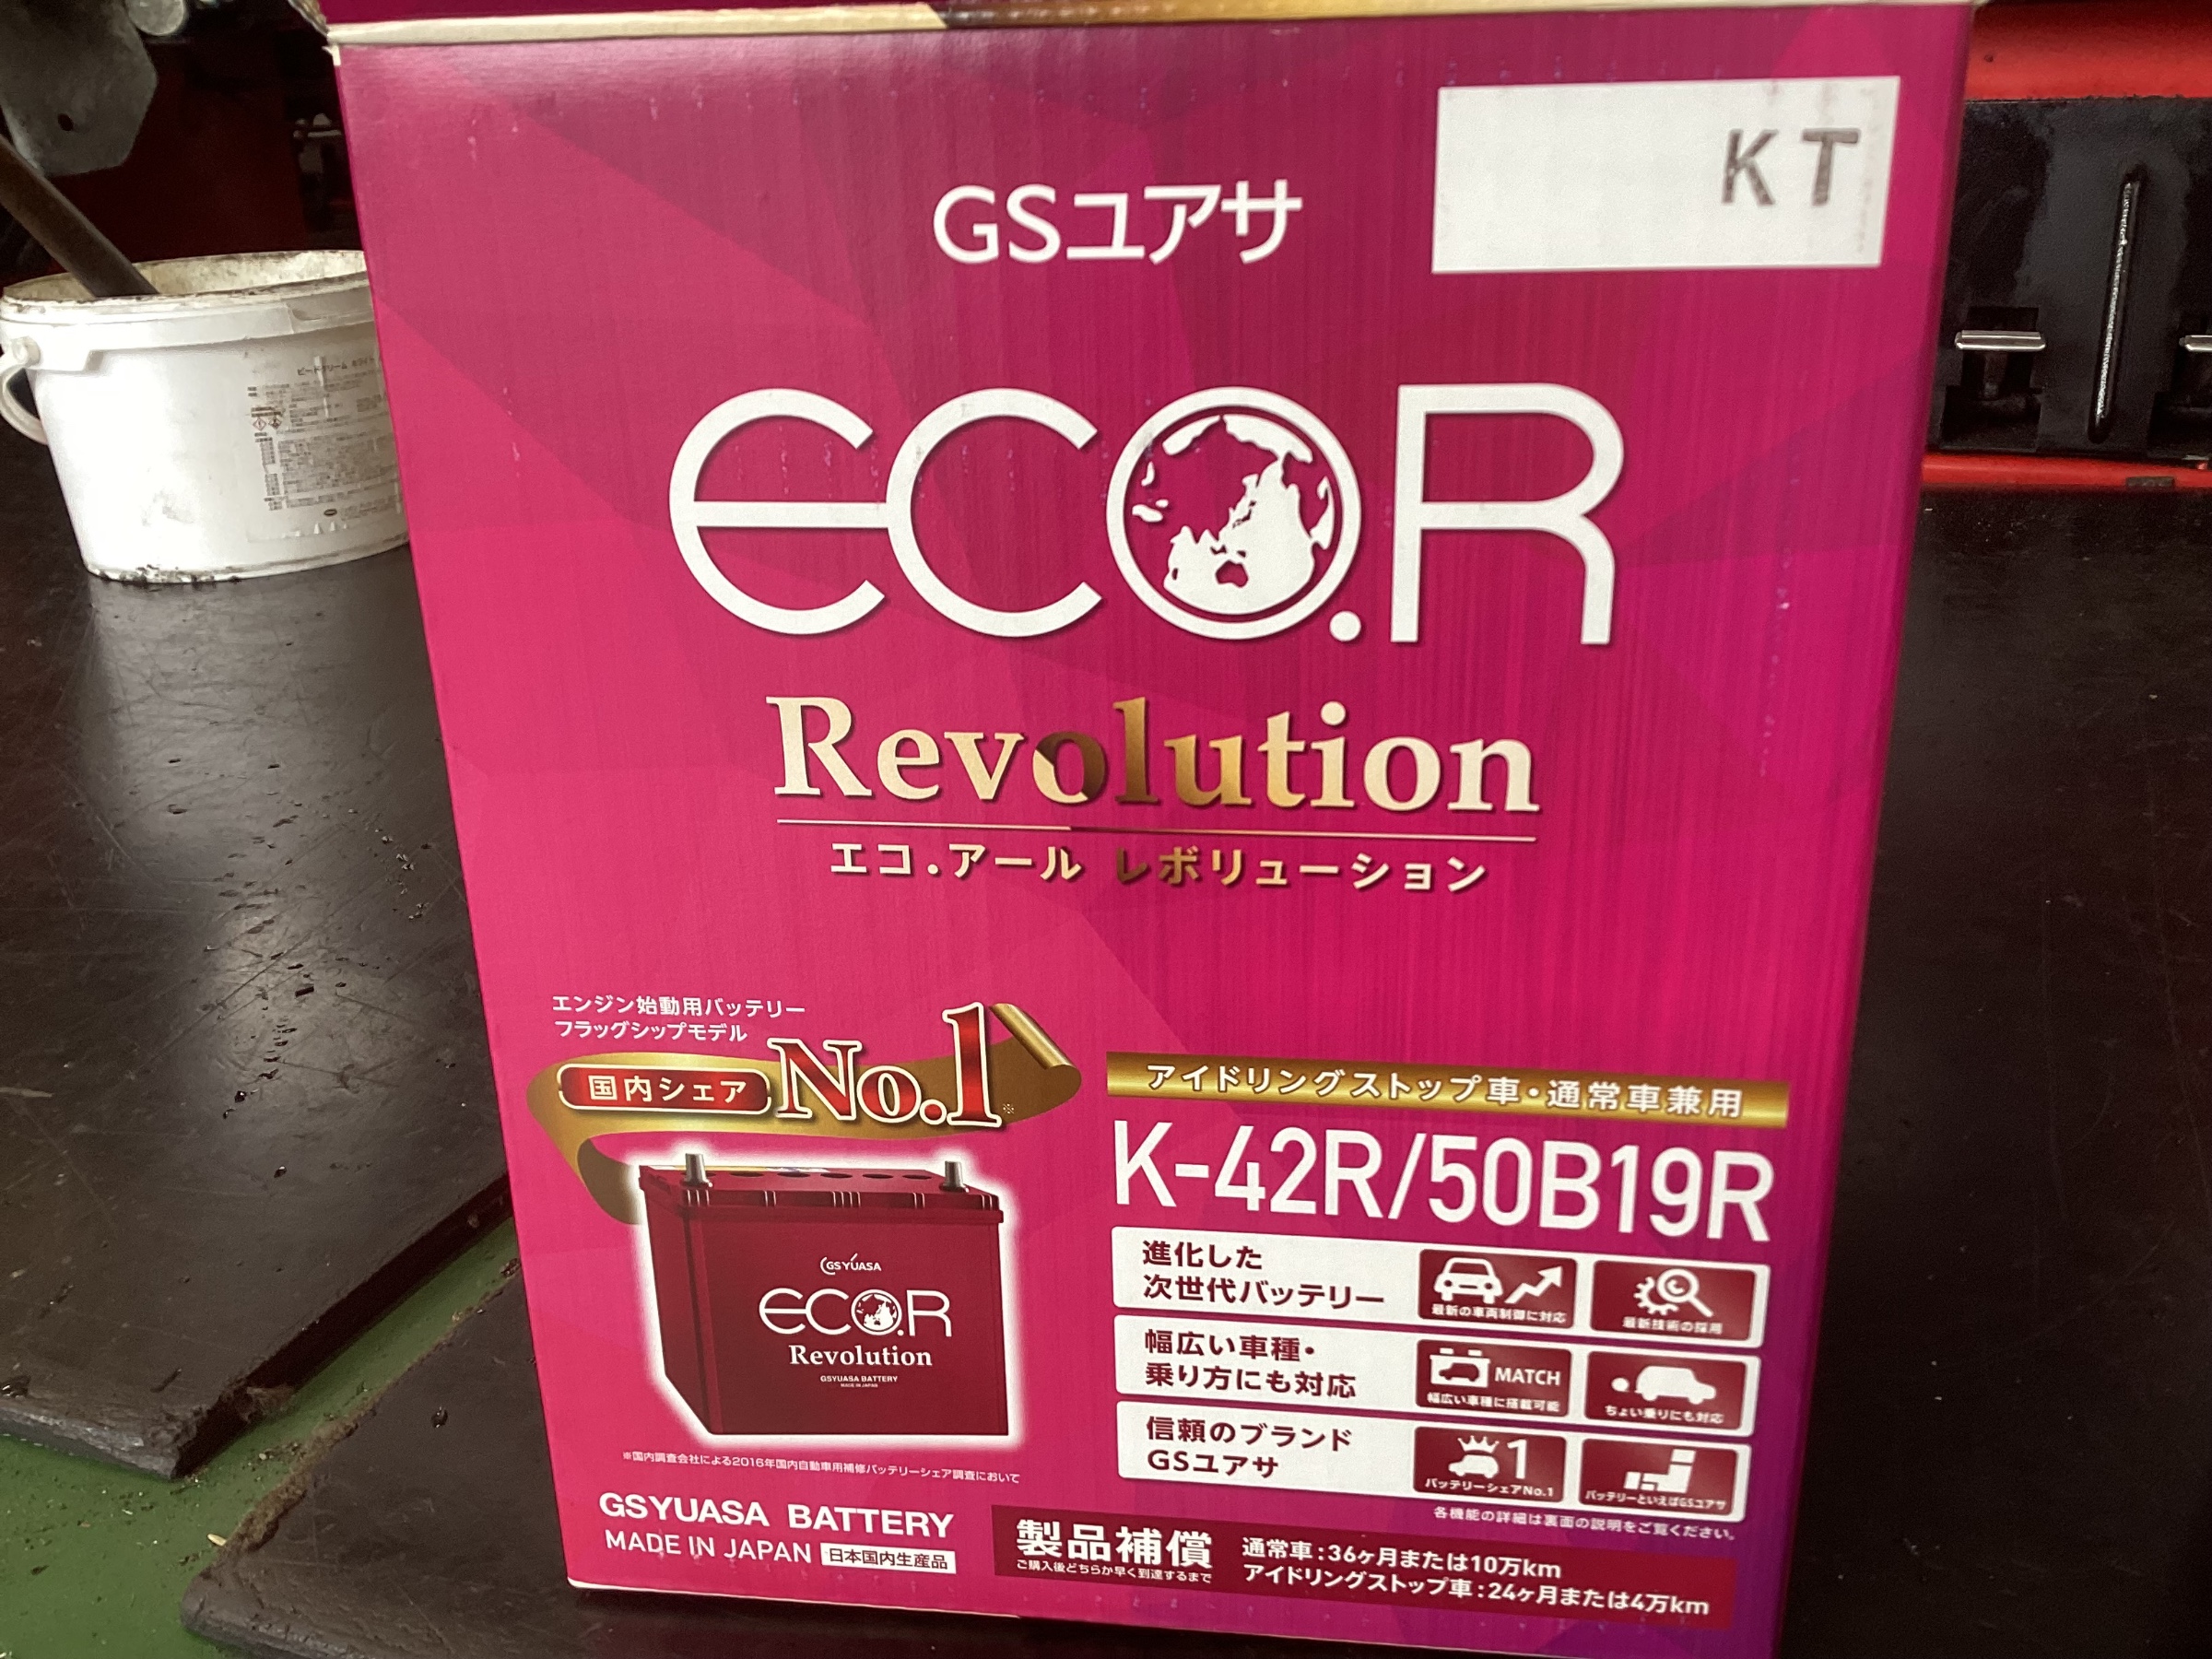 KT
GSユアサ
eco.R
Revolution
エコ.アール レボリューション
エンジン始動用バッテリー
フラッグシップモデル
国内シェア No.1※
アイドリングストップ車・通常車兼用
K-42R/50B19R
進化した
次世代バッテリー
最新の車両制御に対応
最新技術の採用
幅広い車種・
乗り方にも対応
MATCH
幅広い車種に搭載可能
ちょい乗りにも対応
信頼のブランド
GSユアサ
1
バッテリーシェアNo.1
バッテリーといえばGSユアサ
各機能の詳細は裏面の説明をご覧ください。
GS YUASA
eco.R
Revolution
GSYUASA BATTERY
MADE IN JAPAN
※国内調査会社による2016年国内自動車用補修バッテリーシェア調査において
GSYUASA BATTERY
MADE IN JAPAN 日本国内生産品
製品補償
ご購入後どちらか早く到達するまで
通常車:36ヶ月または10万km
アイドリングストップ車:24ヶ月または4万km